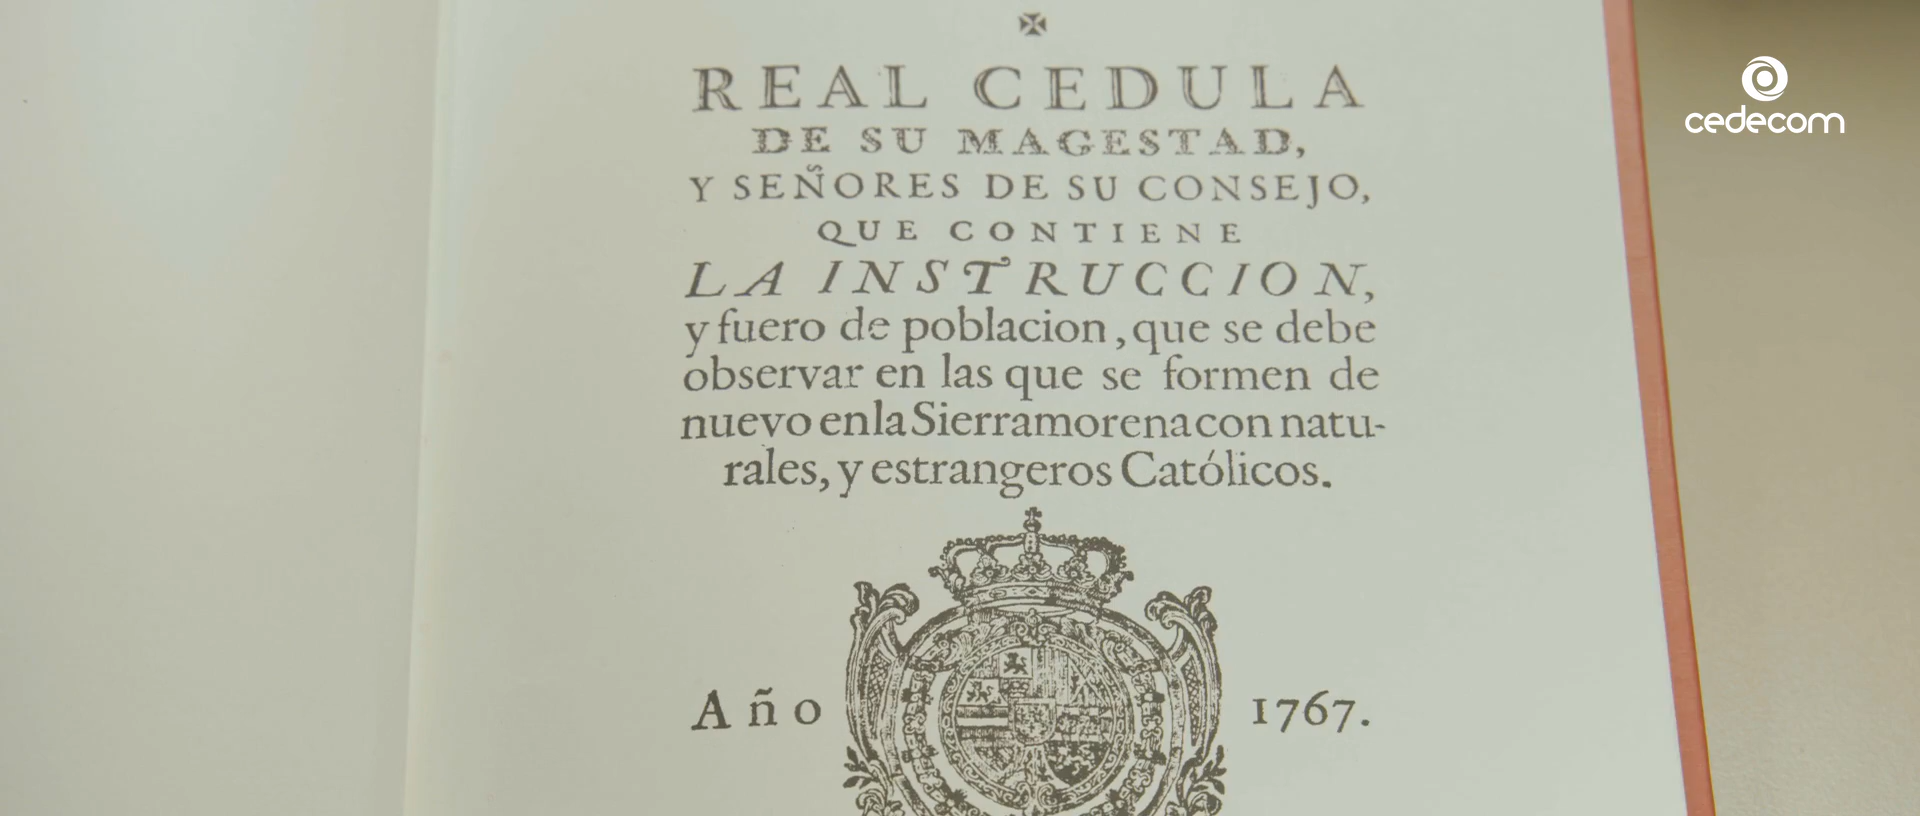 REAL CEDULA
DE SU MAGESTAD,
Y SEÑORES DE SU CONSEJO,
QUE CONTIENE
LA INSTRUCCION,
y fuero de poblacion, que se debe
observar en las que se formen de
nuevo en la Sierramorena con natu-
rales, y estrangeros Católicos.
Año 1767.
cedecom